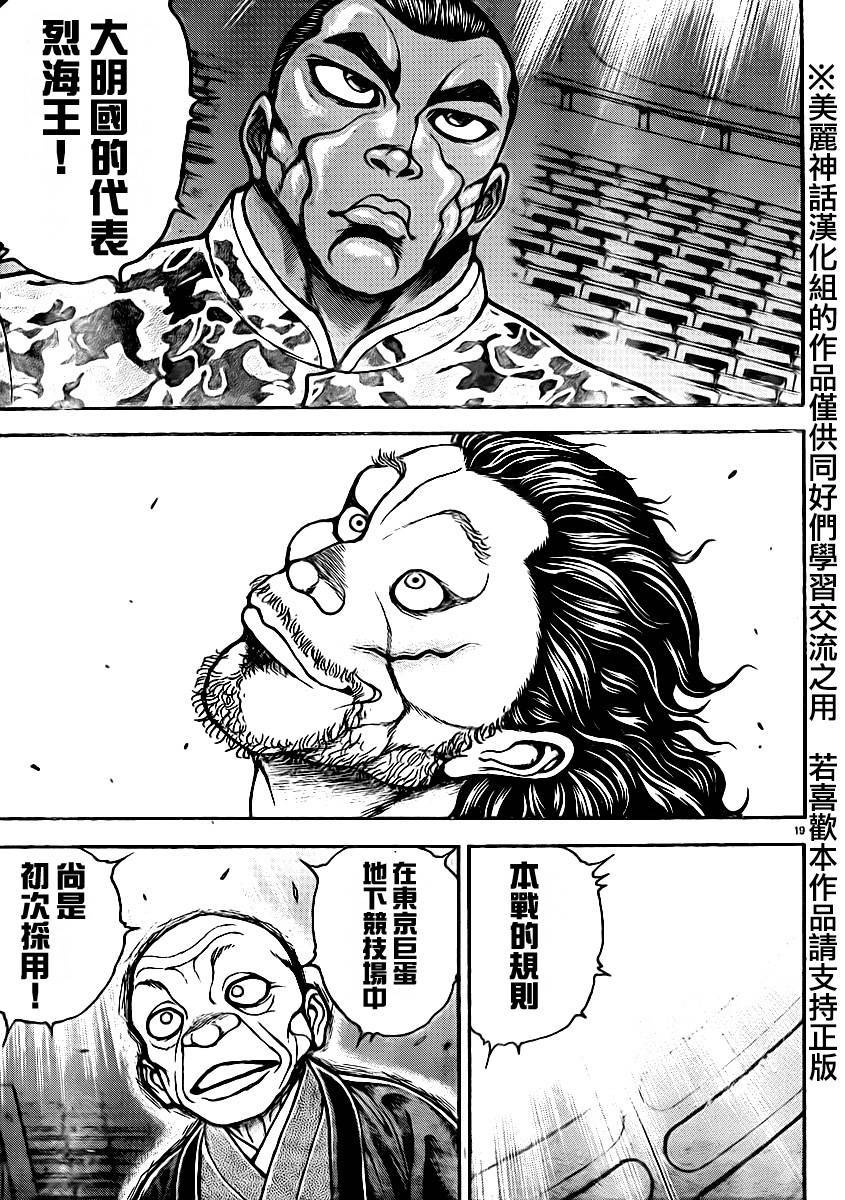 大明國的代表
烈海王！
本戰的規則
在東京巨蛋
地下競技場中
尚是
初次採用！
19
※美麗神話漢化組的作品僅供同好們學習交流之用　若喜歡本作品請支持正版